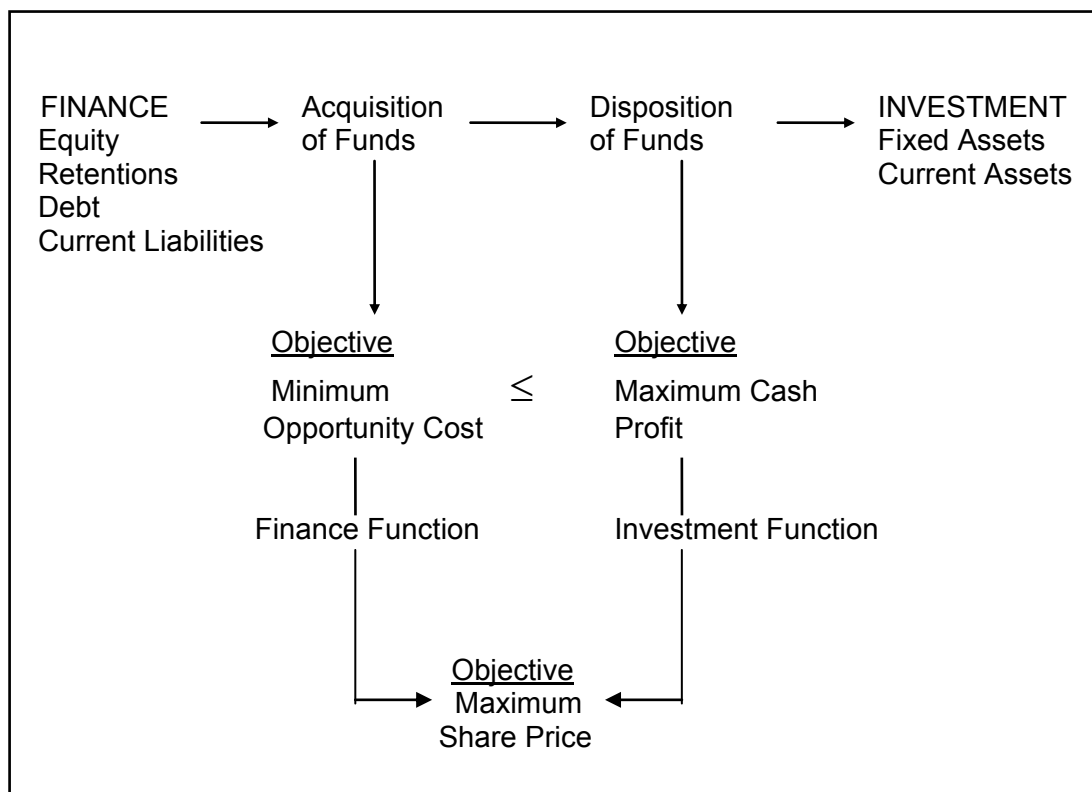 FINANCE
Equity
Retentions
Debt
Current Liabilities
Acquisition
of Funds
Disposition
of Funds
INVESTMENT
Fixed Assets
Current Assets
Objective
Minimum
Opportunity Cost
≤
Objective
Maximum Cash
Profit
Finance Function
Investment Function
Objective
Maximum
Share Price